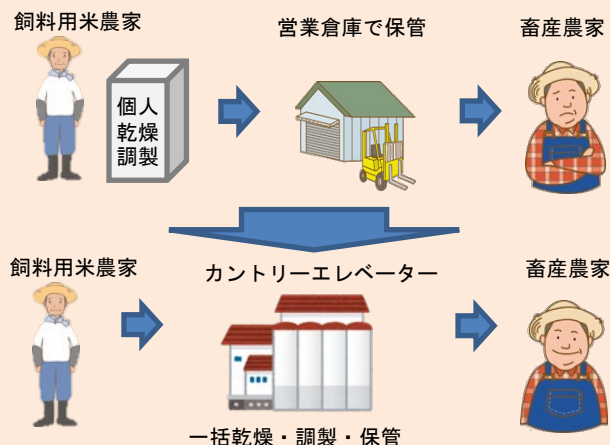 飼料用米農家
営業倉庫で保管
畜産農家
個人
乾燥
調製
飼料用米農家
カントリーエレベーター
畜産農家
一括乾燥・調製・保管